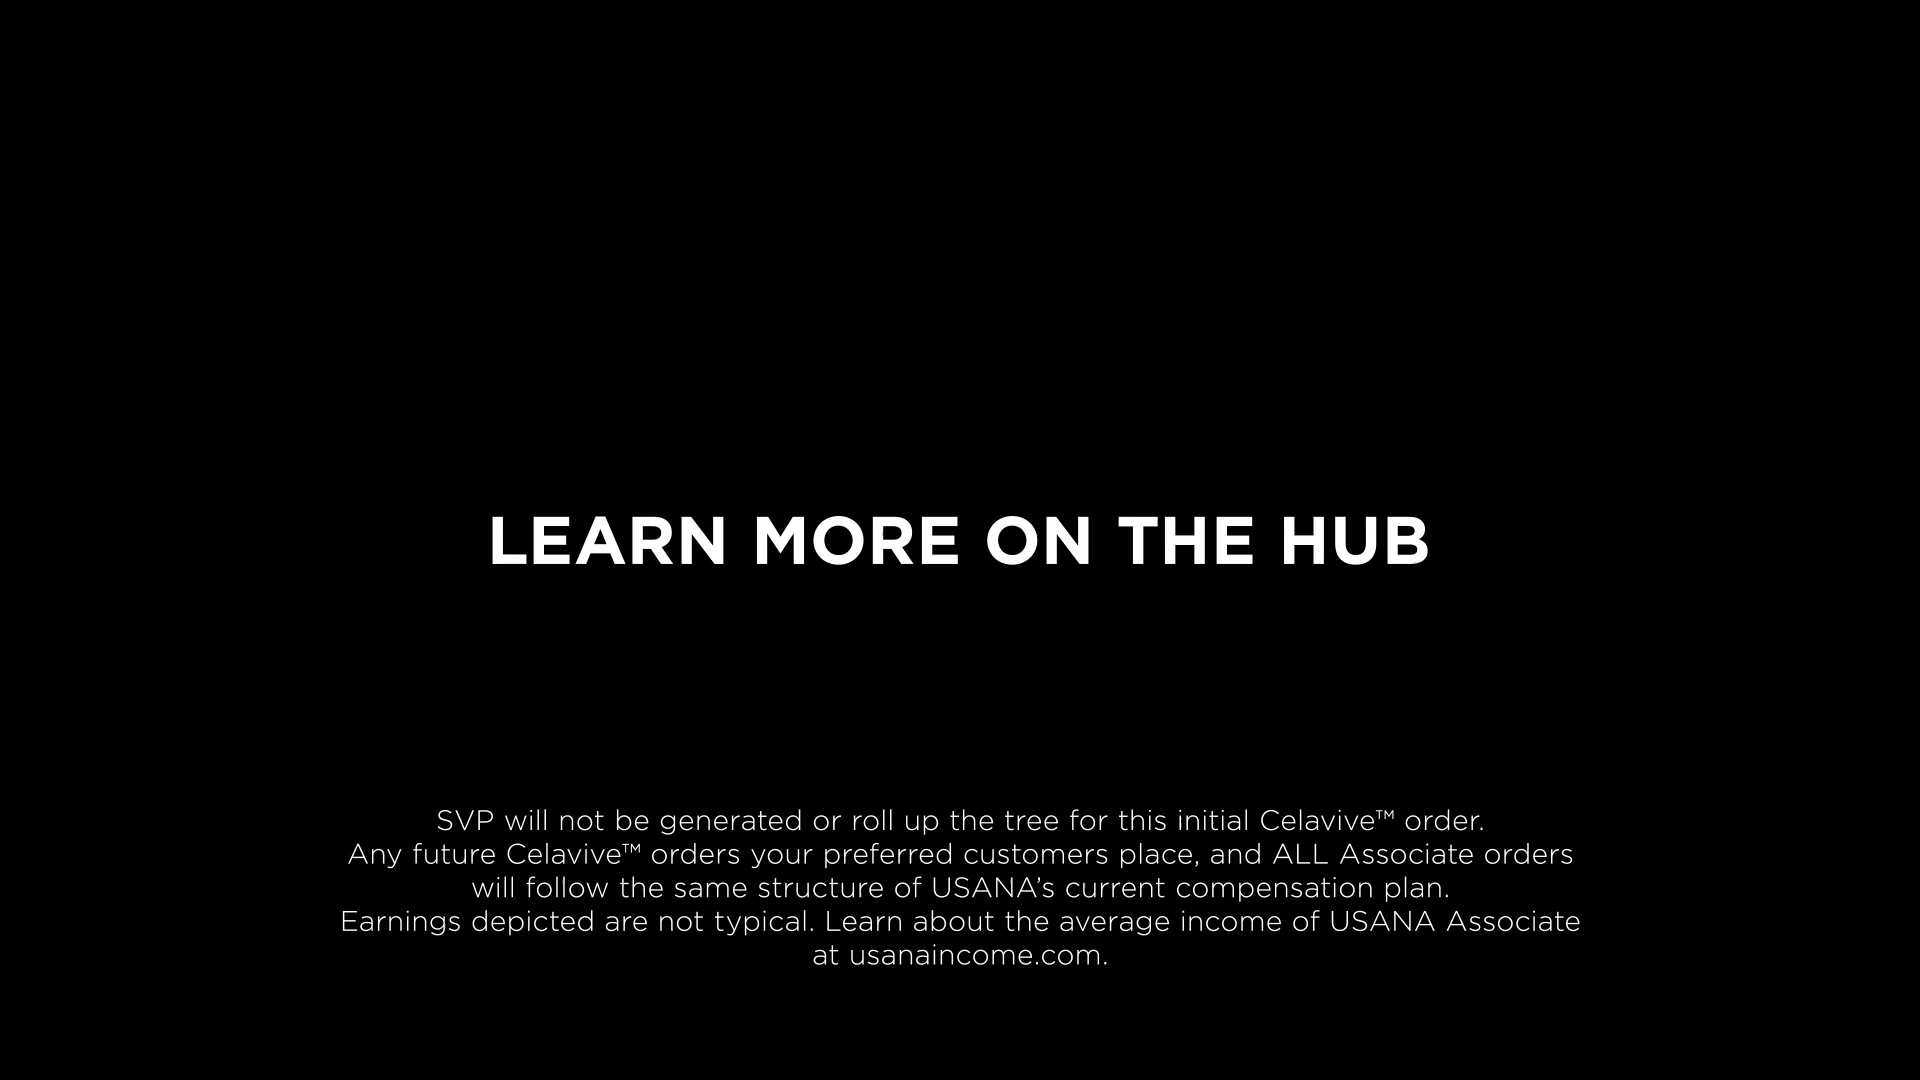 LEARN MORE ON THE HUB
SVP will not be generated or roll up the tree for this initial Celavive™ order.
Any future Celavive™ orders your preferred customers place, and ALL Associate orders
will follow the same structure of USANA’s current compensation plan.
Earnings depicted are not typical. Learn about the average income of USANA Associate
at usanaincome.com.